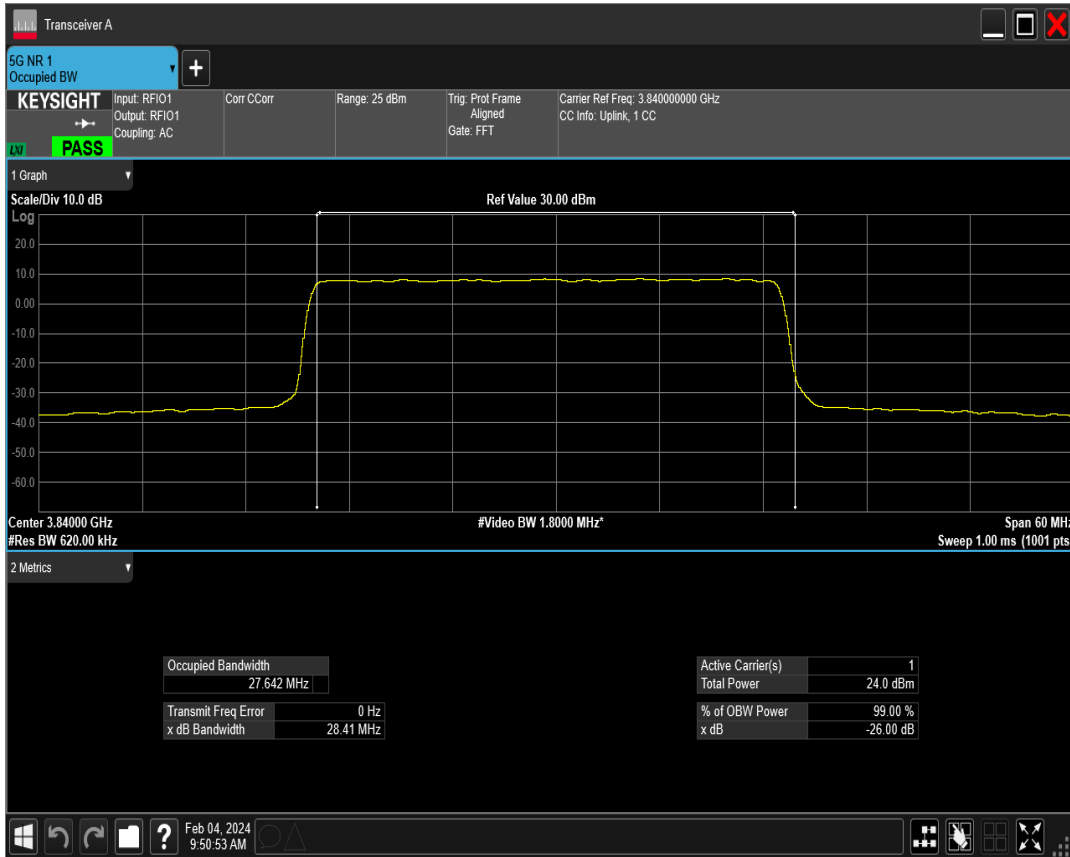 Transceiver A
5G NR 1
Occupied BW
+
KEYSIGHT
LXI
PASS
Input: RFIO1
Output: RFIO1
Coupling: AC
Corr CCorr
Range: 25 dBm
Trig: Prot Frame
Aligned
Gate: FFT
Carrier Ref Freq: 3.840000000 GHz
CC Info: Uplink, 1 CC
1 Graph
Scale/Div 10.0 dB
Ref Value 30.00 dBm
Log
20.0
10.0
0.00
-10.0
-20.0
-30.0
-40.0
-50.0
-60.0
Center 3.84000 GHz
#Video BW 1.8000 MHz*
Span 60 MHz
#Res BW 620.00 kHz
Sweep 1.00 ms (1001 pts
2 Metrics
Occupied Bandwidth
27.642 MHz
Transmit Freq Error 0 Hz
x dB Bandwidth 28.41 MHz
Active Carrier(s) 1
Total Power 24.0 dBm
% of OBW Power 99.00 %
x dB -26.00 dB
?
Feb 04, 2024
9:50:53 AM